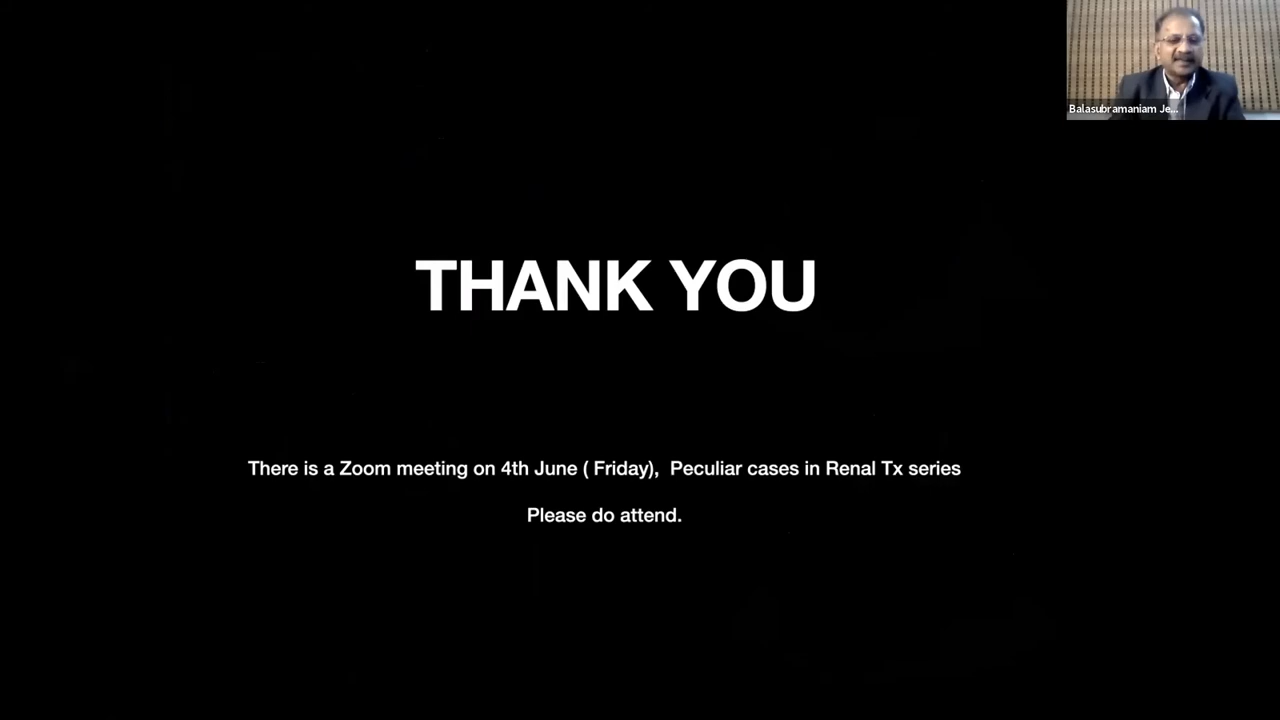 Balasubramaniam Je...
THANK YOU
There is a Zoom meeting on 4th June ( Friday),  Peculiar cases in Renal Tx series
Please do attend.